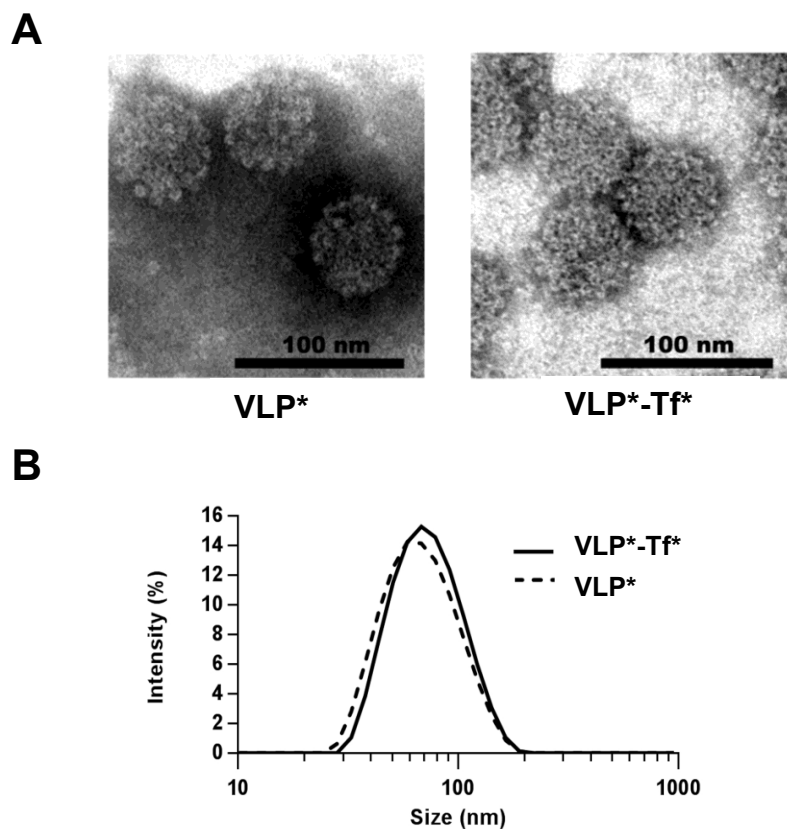 A
100 nm
100 nm
VLP*
VLP*-Tf*
B
16
14
12
10
8
6
4
2
0
Intensity (%)
VLP*-Tf*
VLP*
10
100
1000
Size (nm)